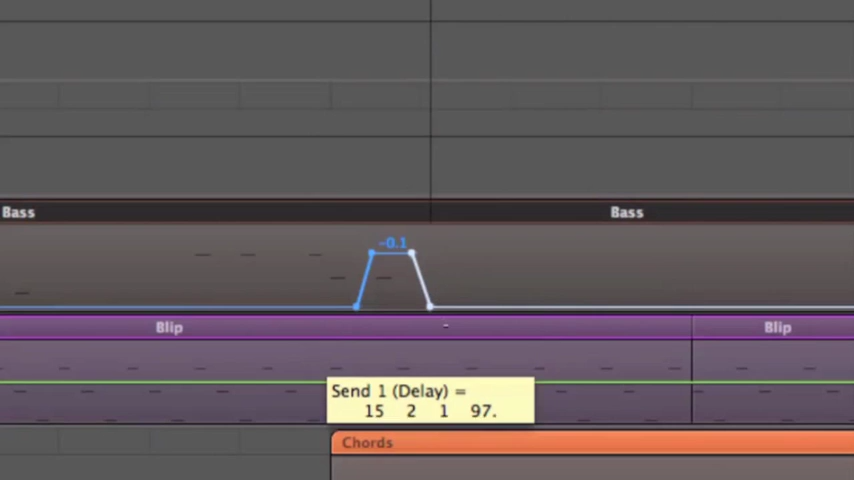 Bass
Bass
-0.1
Blip
Blip
Send 1 (Delay) =
15 2 1 97.
Chords